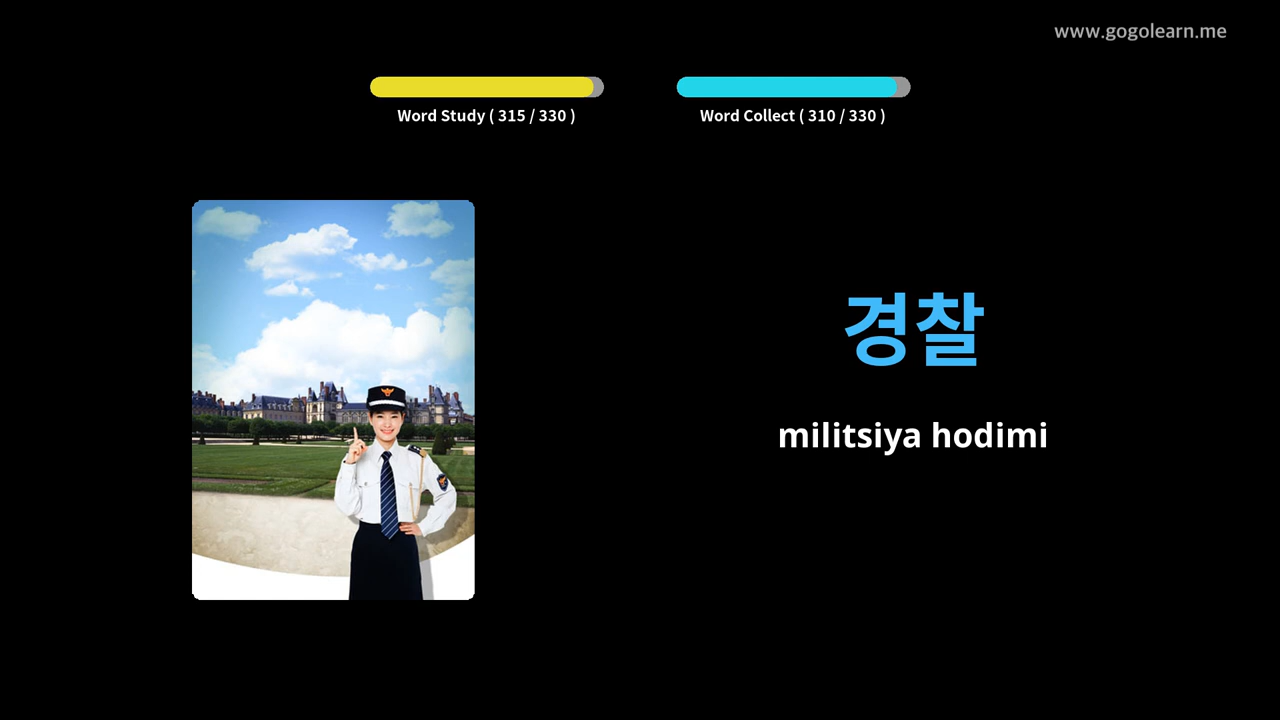 www.gogolearn.me
Word Study ( 315 / 330 )
Word Collect ( 310 / 330 )
경찰
militsiya hodimi